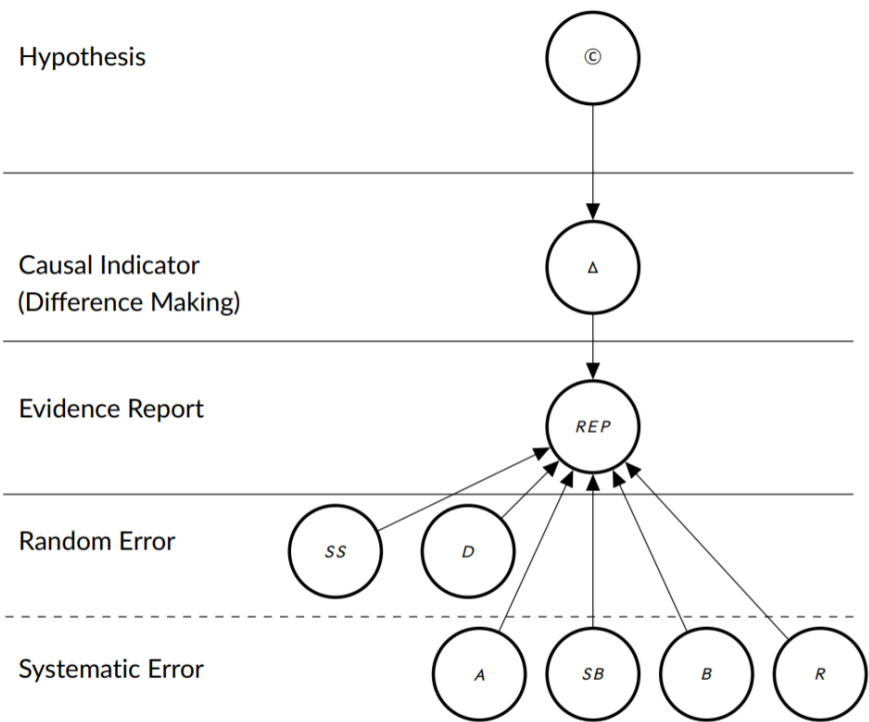 Hypothesis
©
Causal Indicator
(Difference Making)
Δ
Evidence Report
REP
Random Error
SS
D
Systematic Error
A
SB
B
R